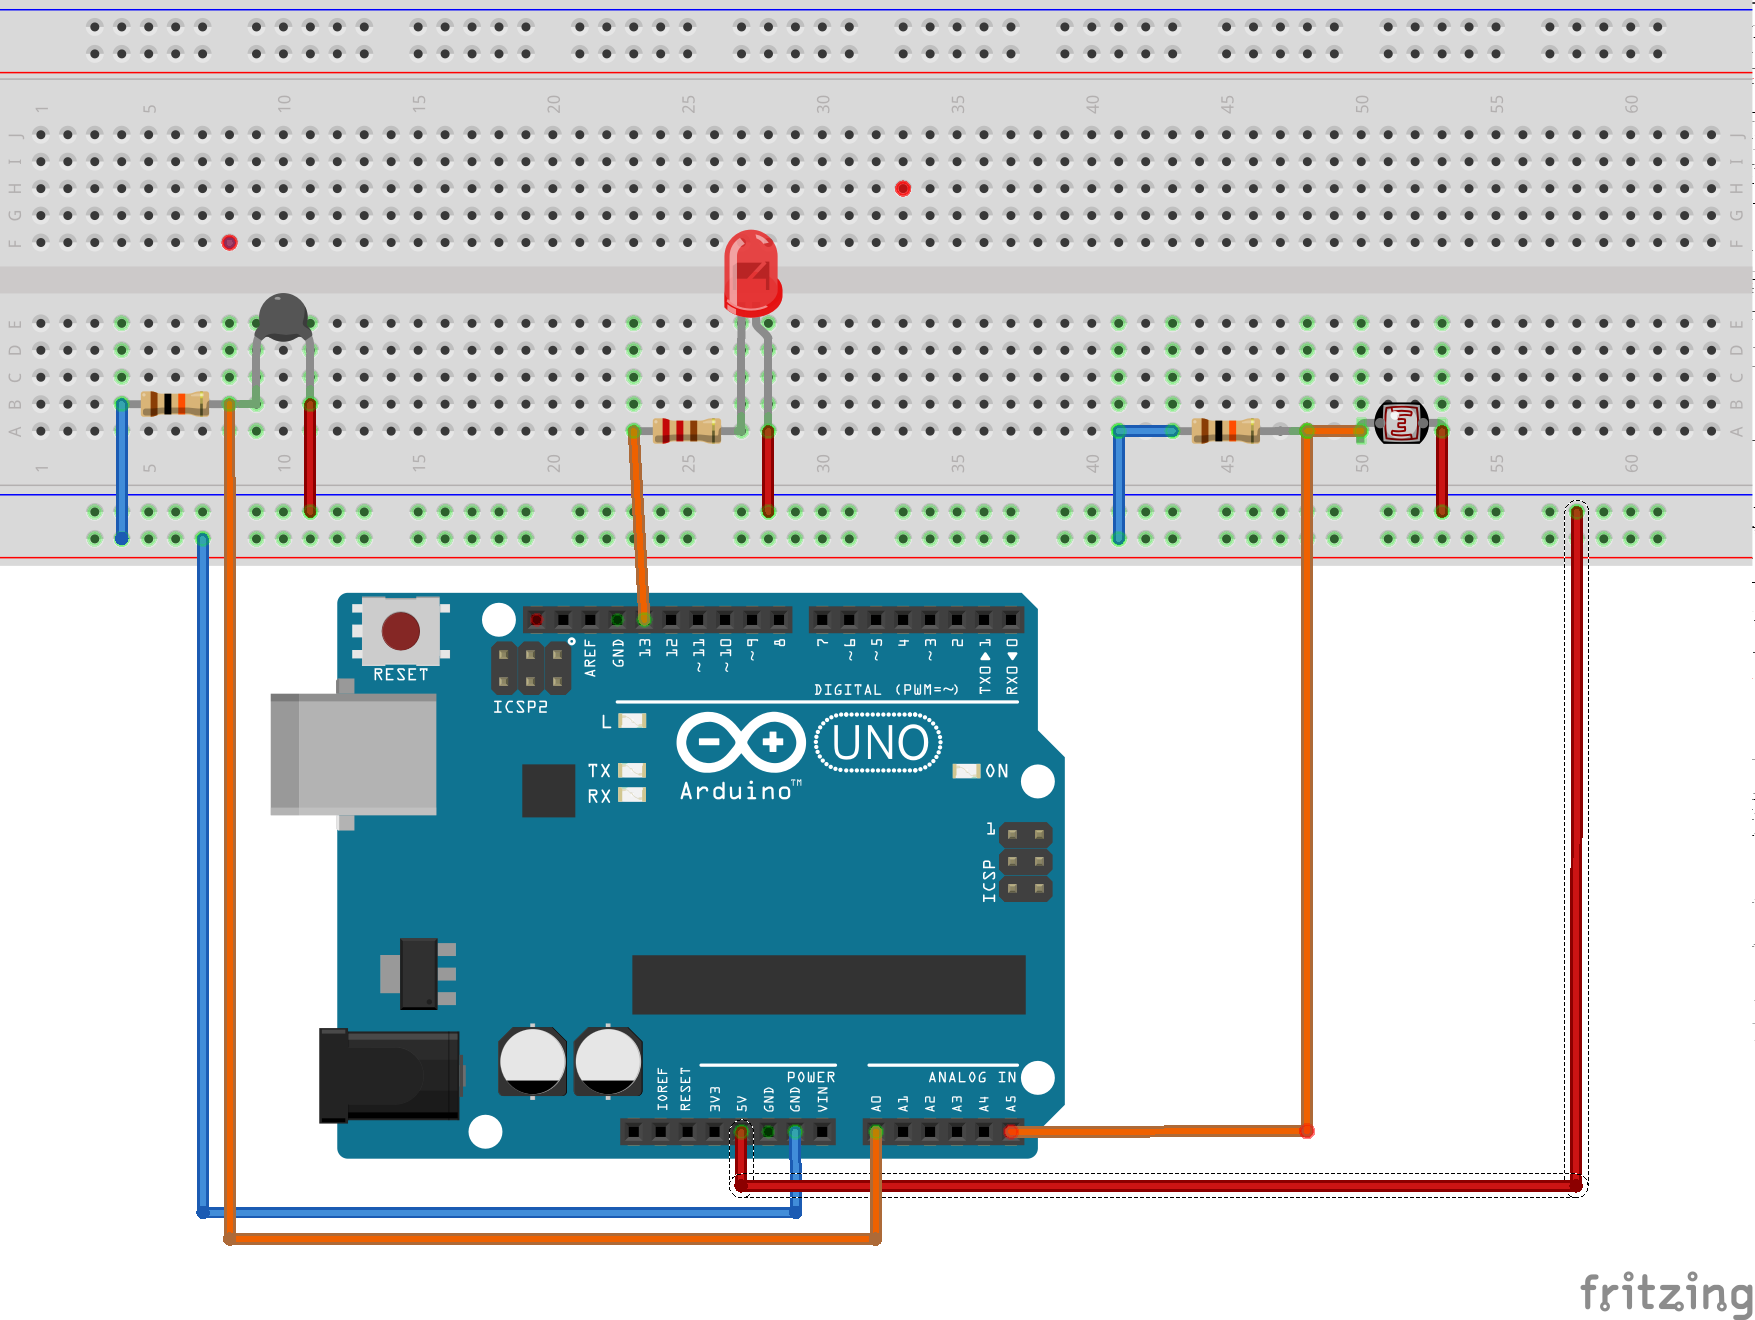 1 5 10 15 20 25 30 35 40 45 50 55 60
J J
I I
H H
G G
F F
E E
D D
C C
B B
A A
1 5 10 15 20 25 30 35 40 45 50 55 60
RESET
ICSP2
AREF GND 13 12 ~11 ~10 ~9 8 7 ~6 ~5 4 ~3 2 TX0▶1 RX0◀0
DIGITAL (PWM=~)
L
UNO
TX
RX
Arduino™
ON
1
ICSP
POWER
ANALOG IN
IOREF RESET 3V3 5V GND GND VIN A0 A1 A2 A3 A4 A5
fritzing